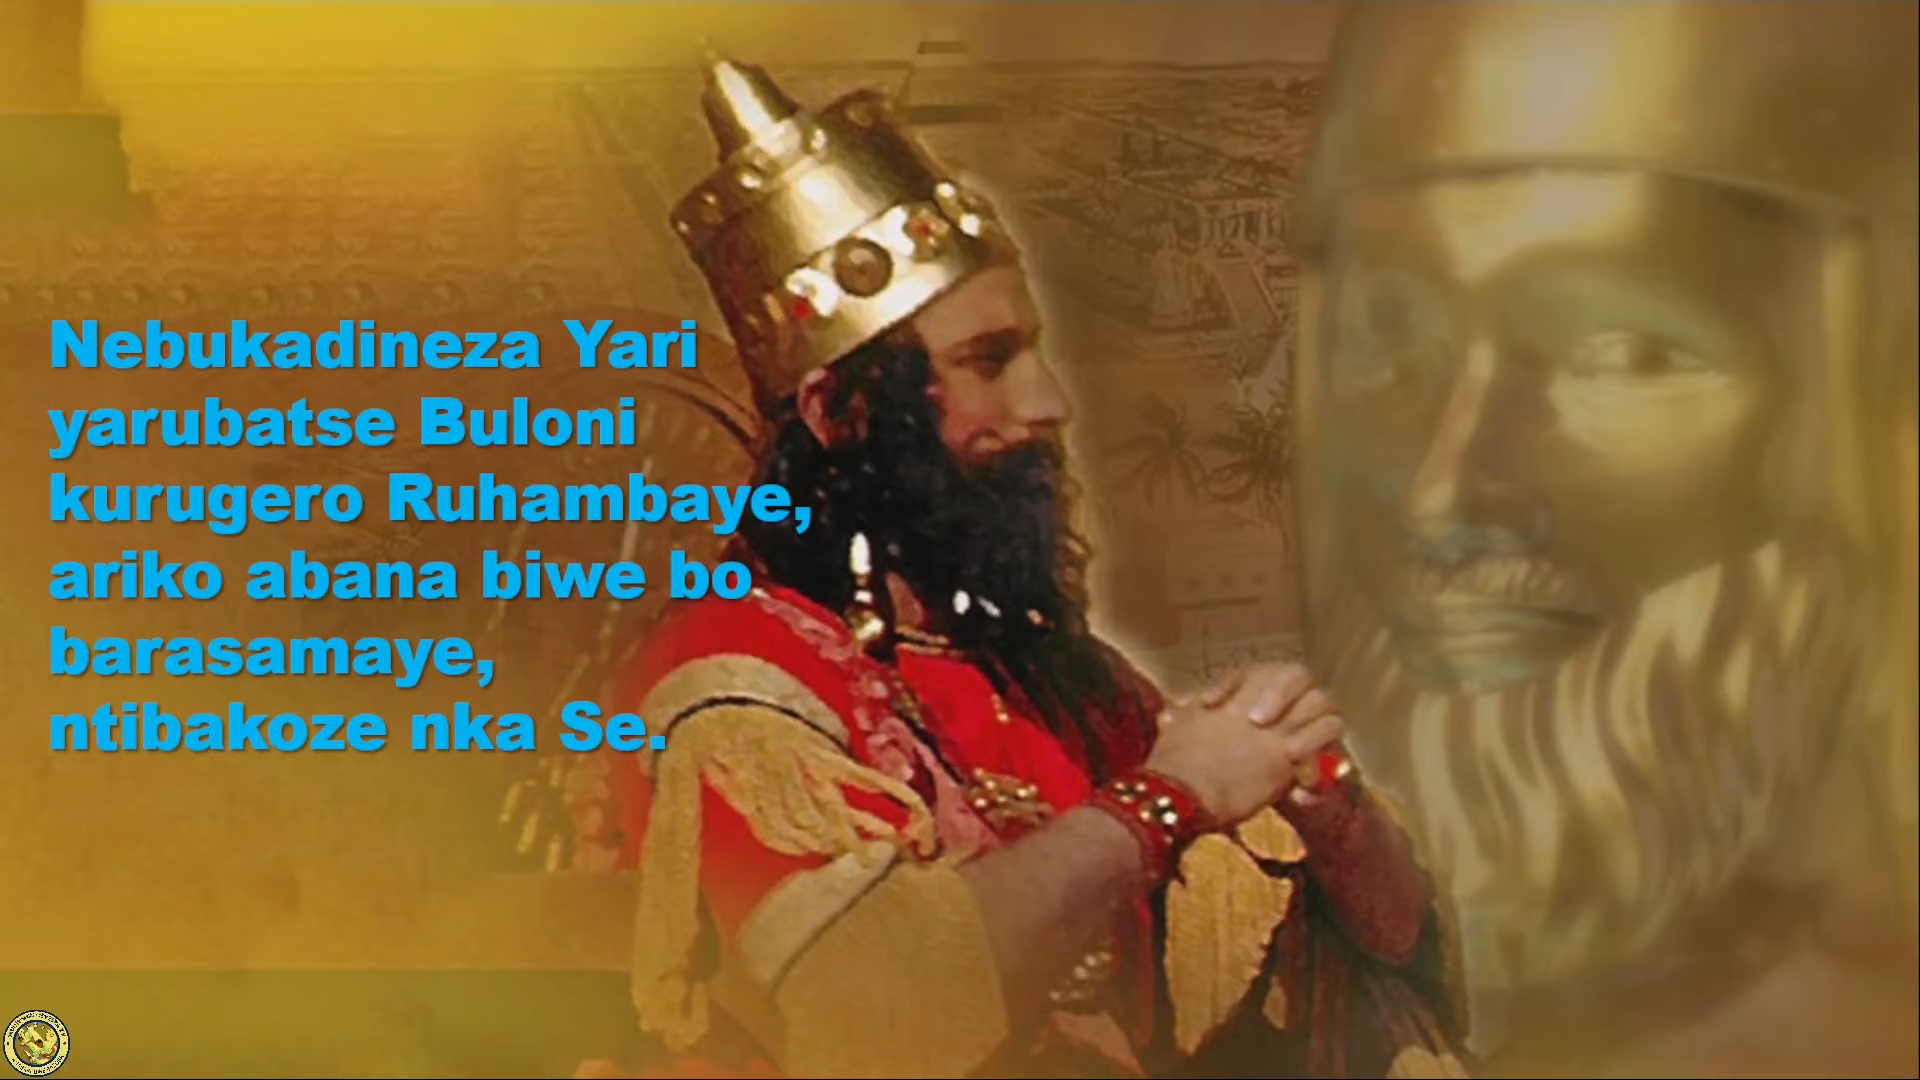 Nebukadineza Yari
yarubatse Buloni
kurugero Ruhambaye,
ariko abana biwe bo
barasamaye,
ntibakoze nka Se.